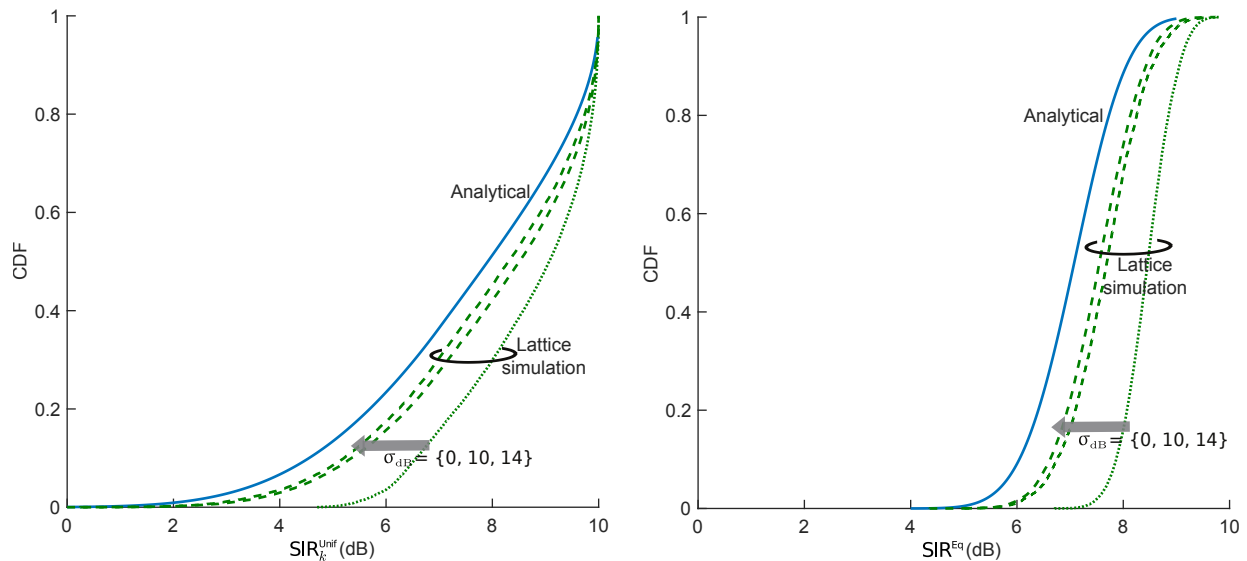 CDF
1
0.8
0.6
0.4
0.2
0
Analytical
Lattice
simulation
σdB = {0, 10, 14}
0 2 4 6 8 10
SIR_k^Unif (dB)
CDF
1
0.8
0.6
0.4
0.2
0
Analytical
Lattice
simulation
σdB = {0, 10, 14}
0 2 4 6 8 10
SIR^Eq (dB)